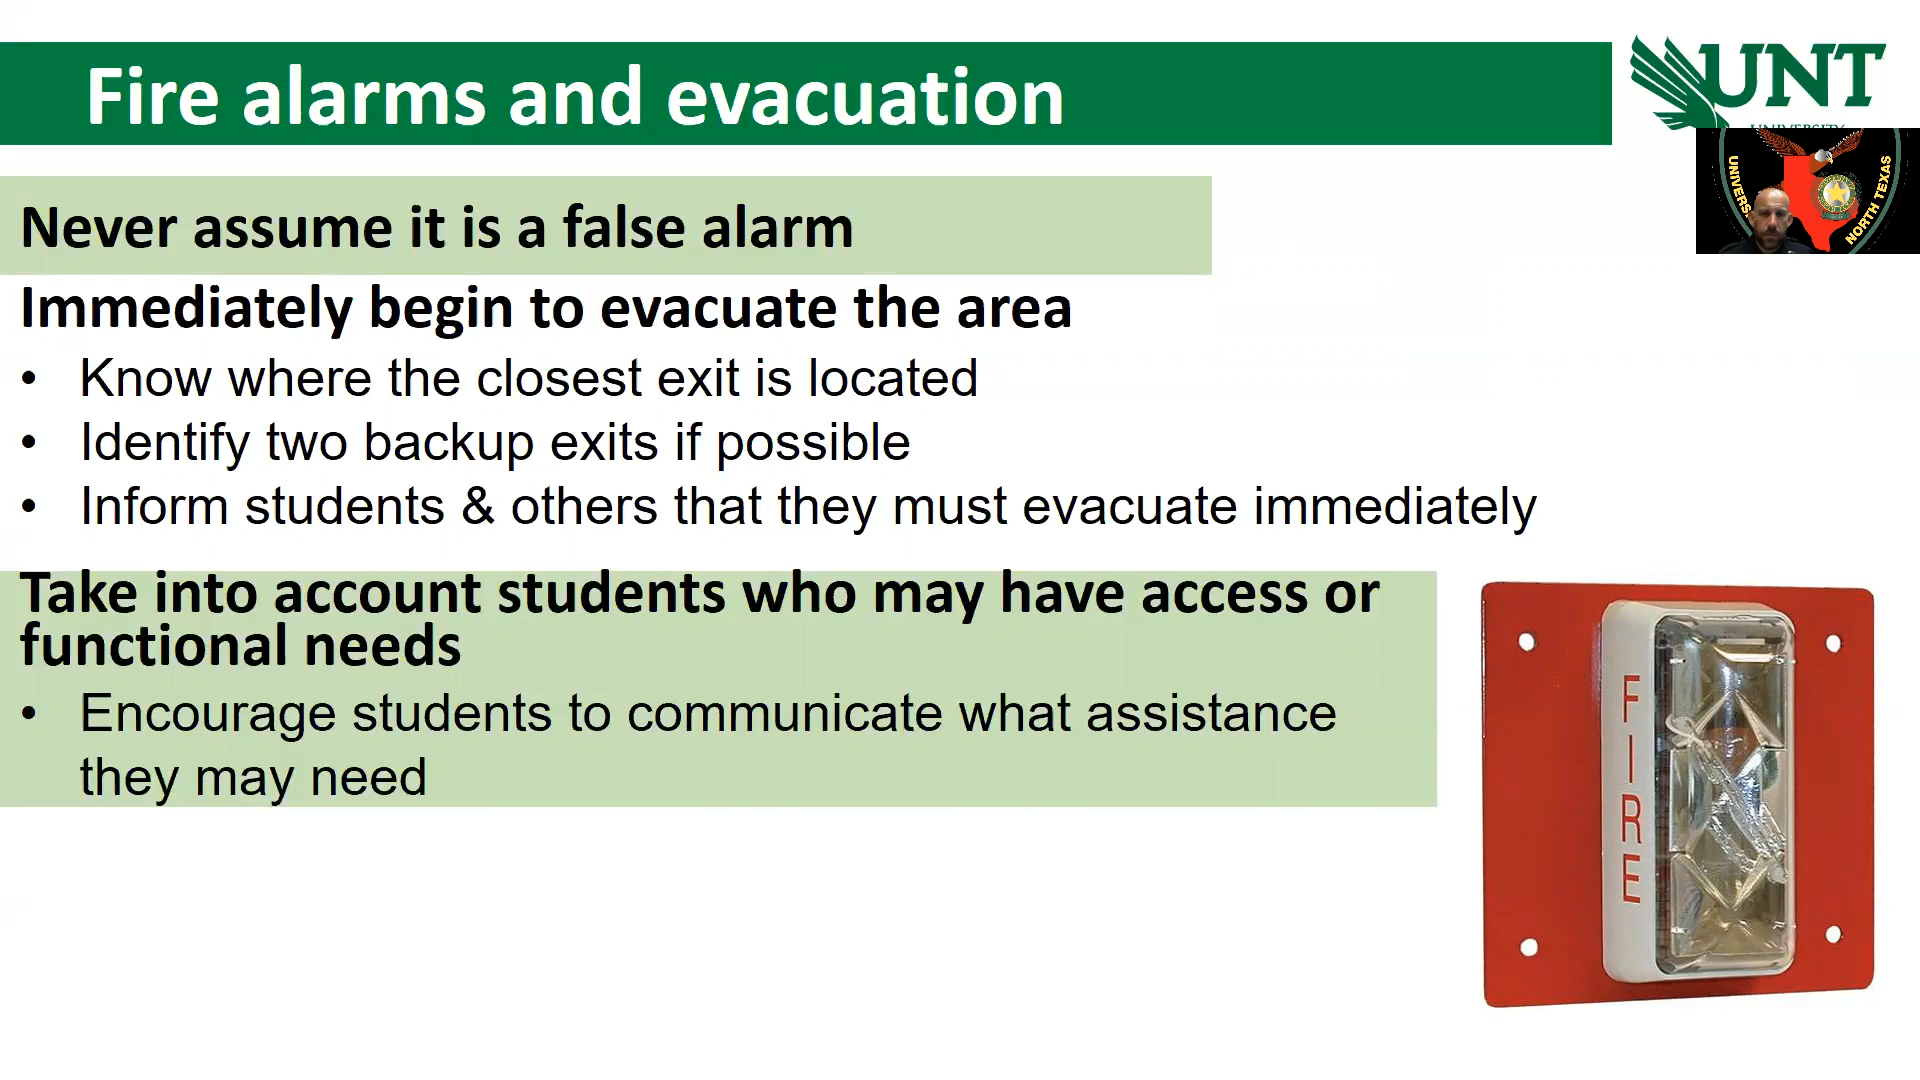 Fire alarms and evacuation
UNT
UNIVERSITY
NORTH TEXAS
Never assume it is a false alarm
Immediately begin to evacuate the area
• Know where the closest exit is located
• Identify two backup exits if possible
• Inform students & others that they must evacuate immediately
Take into account students who may have access or
functional needs
• Encourage students to communicate what assistance
they may need
FIRE